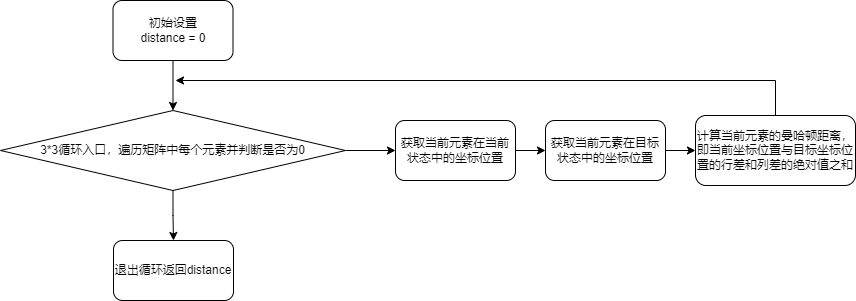 初始设置
distance = 0
3*3循环入口，遍历矩阵中每个元素并判断是否为0
获取当前元素在当前
状态中的坐标位置
获取当前元素在目标
状态中的坐标位置
计算当前元素的曼哈顿距离，
即当前坐标位置与目标坐标位
置的行差和列差的绝对值之和
退出循环返回distance